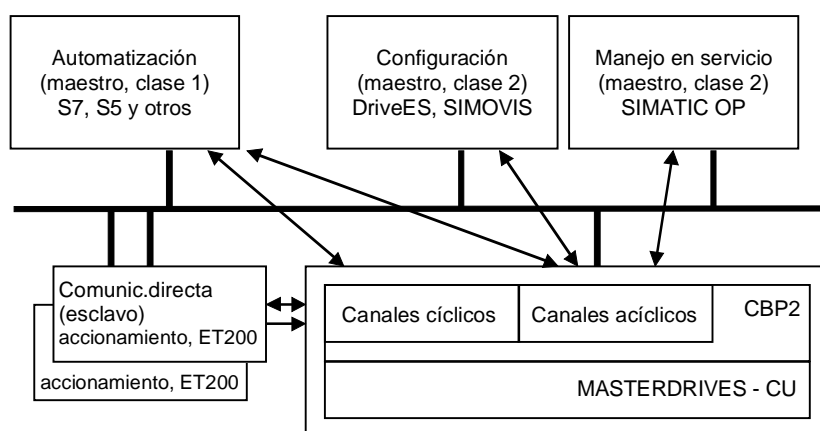 Automatización
(maestro, clase 1)
S7, S5 y otros
Configuración
(maestro, clase 2)
DriveES, SIMOVIS
Manejo en servicio
(maestro, clase 2)
SIMATIC OP
Comunic.directa
(esclavo)
accionamiento, ET200
accionamiento, ET200
Canales cíclicos
Canales acíclicos
CBP2
MASTERDRIVES - CU